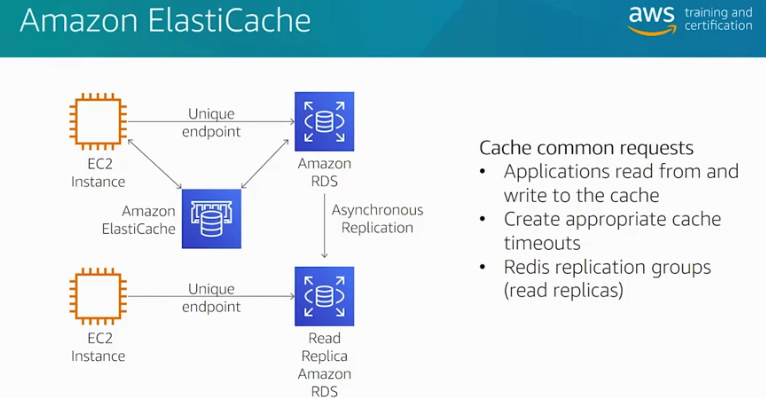 Amazon ElastiCache
aws training and
certification
Unique
endpoint
EC2
Instance
Amazon
RDS
Amazon
ElastiCache
Asynchronous
Replication
Unique
endpoint
EC2
Instance
Read
Replica
Amazon
RDS
Cache common requests
• Applications read from and
write to the cache
• Create appropriate cache
timeouts
• Redis replication groups
(read replicas)